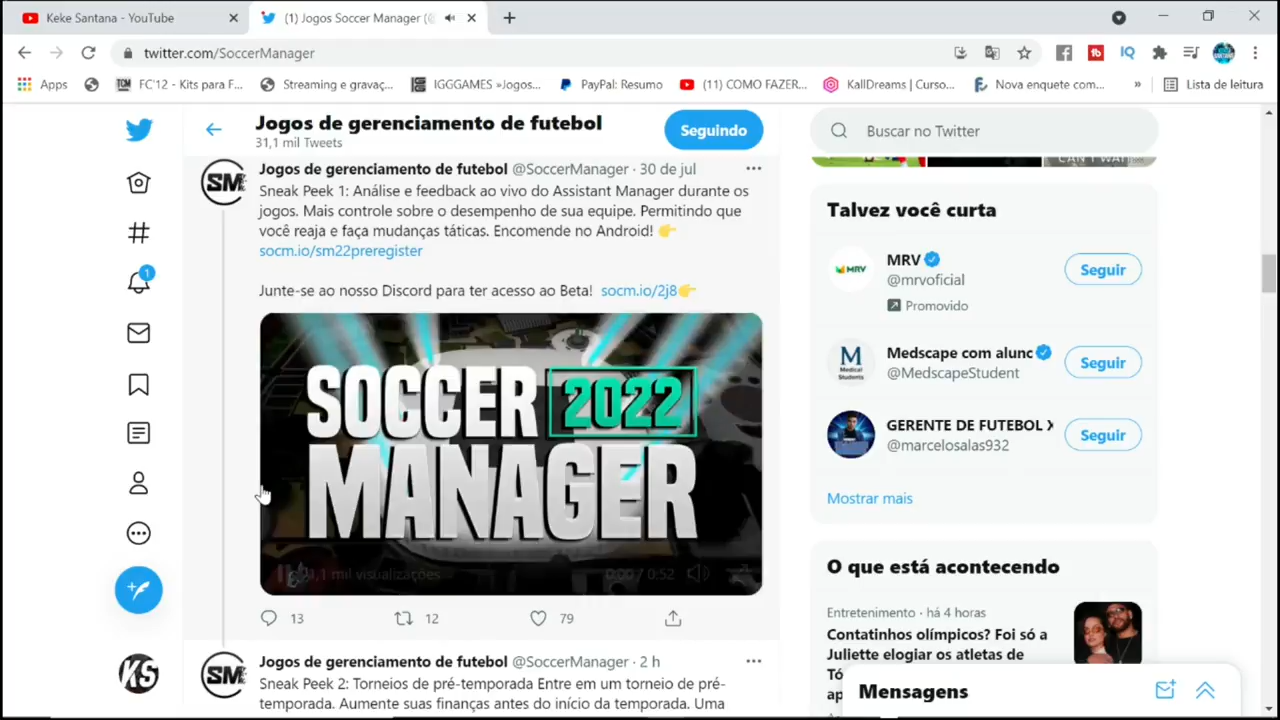 Keke Santana - YouTube
(1) Jogos Soccer Manager (@
twitter.com/SoccerManager
Apps
FC'12 - Kits para F...
Streaming e gravaç...
IGGGAMES »Jogos...
PayPal: Resumo
(11) COMO FAZER...
KallDreams | Curso...
Nova enquete com...
»
Lista de leitura
Jogos de gerenciamento de futebol
31,1 mil Tweets
Seguindo
Buscar no Twitter
Jogos de gerenciamento de futebol @SoccerManager · 30 de jul
Sneak Peek 1: Análise e feedback ao vivo do Assistant Manager durante os
jogos. Mais controle sobre o desempenho de sua equipe. Permitindo que
você reaja e faça mudanças táticas. Encomende no Android! 👉
socm.io/sm22preregister
Junte-se ao nosso Discord para ter acesso ao Beta! socm.io/2j8👉
SOCCER 2022
MANAGER
0:00 / 0:52
13
12
79
Jogos de gerenciamento de futebol @SoccerManager · 2 h
Sneak Peek 2: Torneios de pré-temporada Entre em um torneio de pré-
temporada. Aumente suas finanças antes do início da temporada. Uma
SM
SM
KS
1
CAN I WAI
Talvez você curta
MRV
MRV
@mrvoficial
Promovido
Seguir
M
Medical
Students
Medscape com alunc
@MedscapeStudent
Seguir
GERENTE DE FUTEBOL X
@marcelosalas932
Seguir
Mostrar mais
O que está acontecendo
Entretenimento · há 4 horas
Contatinhos olímpicos? Foi só a
Juliette elogiar os atletas de
Mensagens